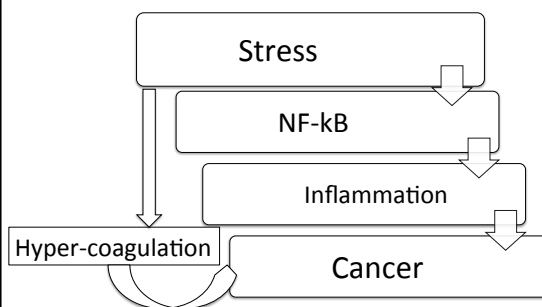 Stress
NF-kB
Inflammation
Hyper-coagulation
Cancer